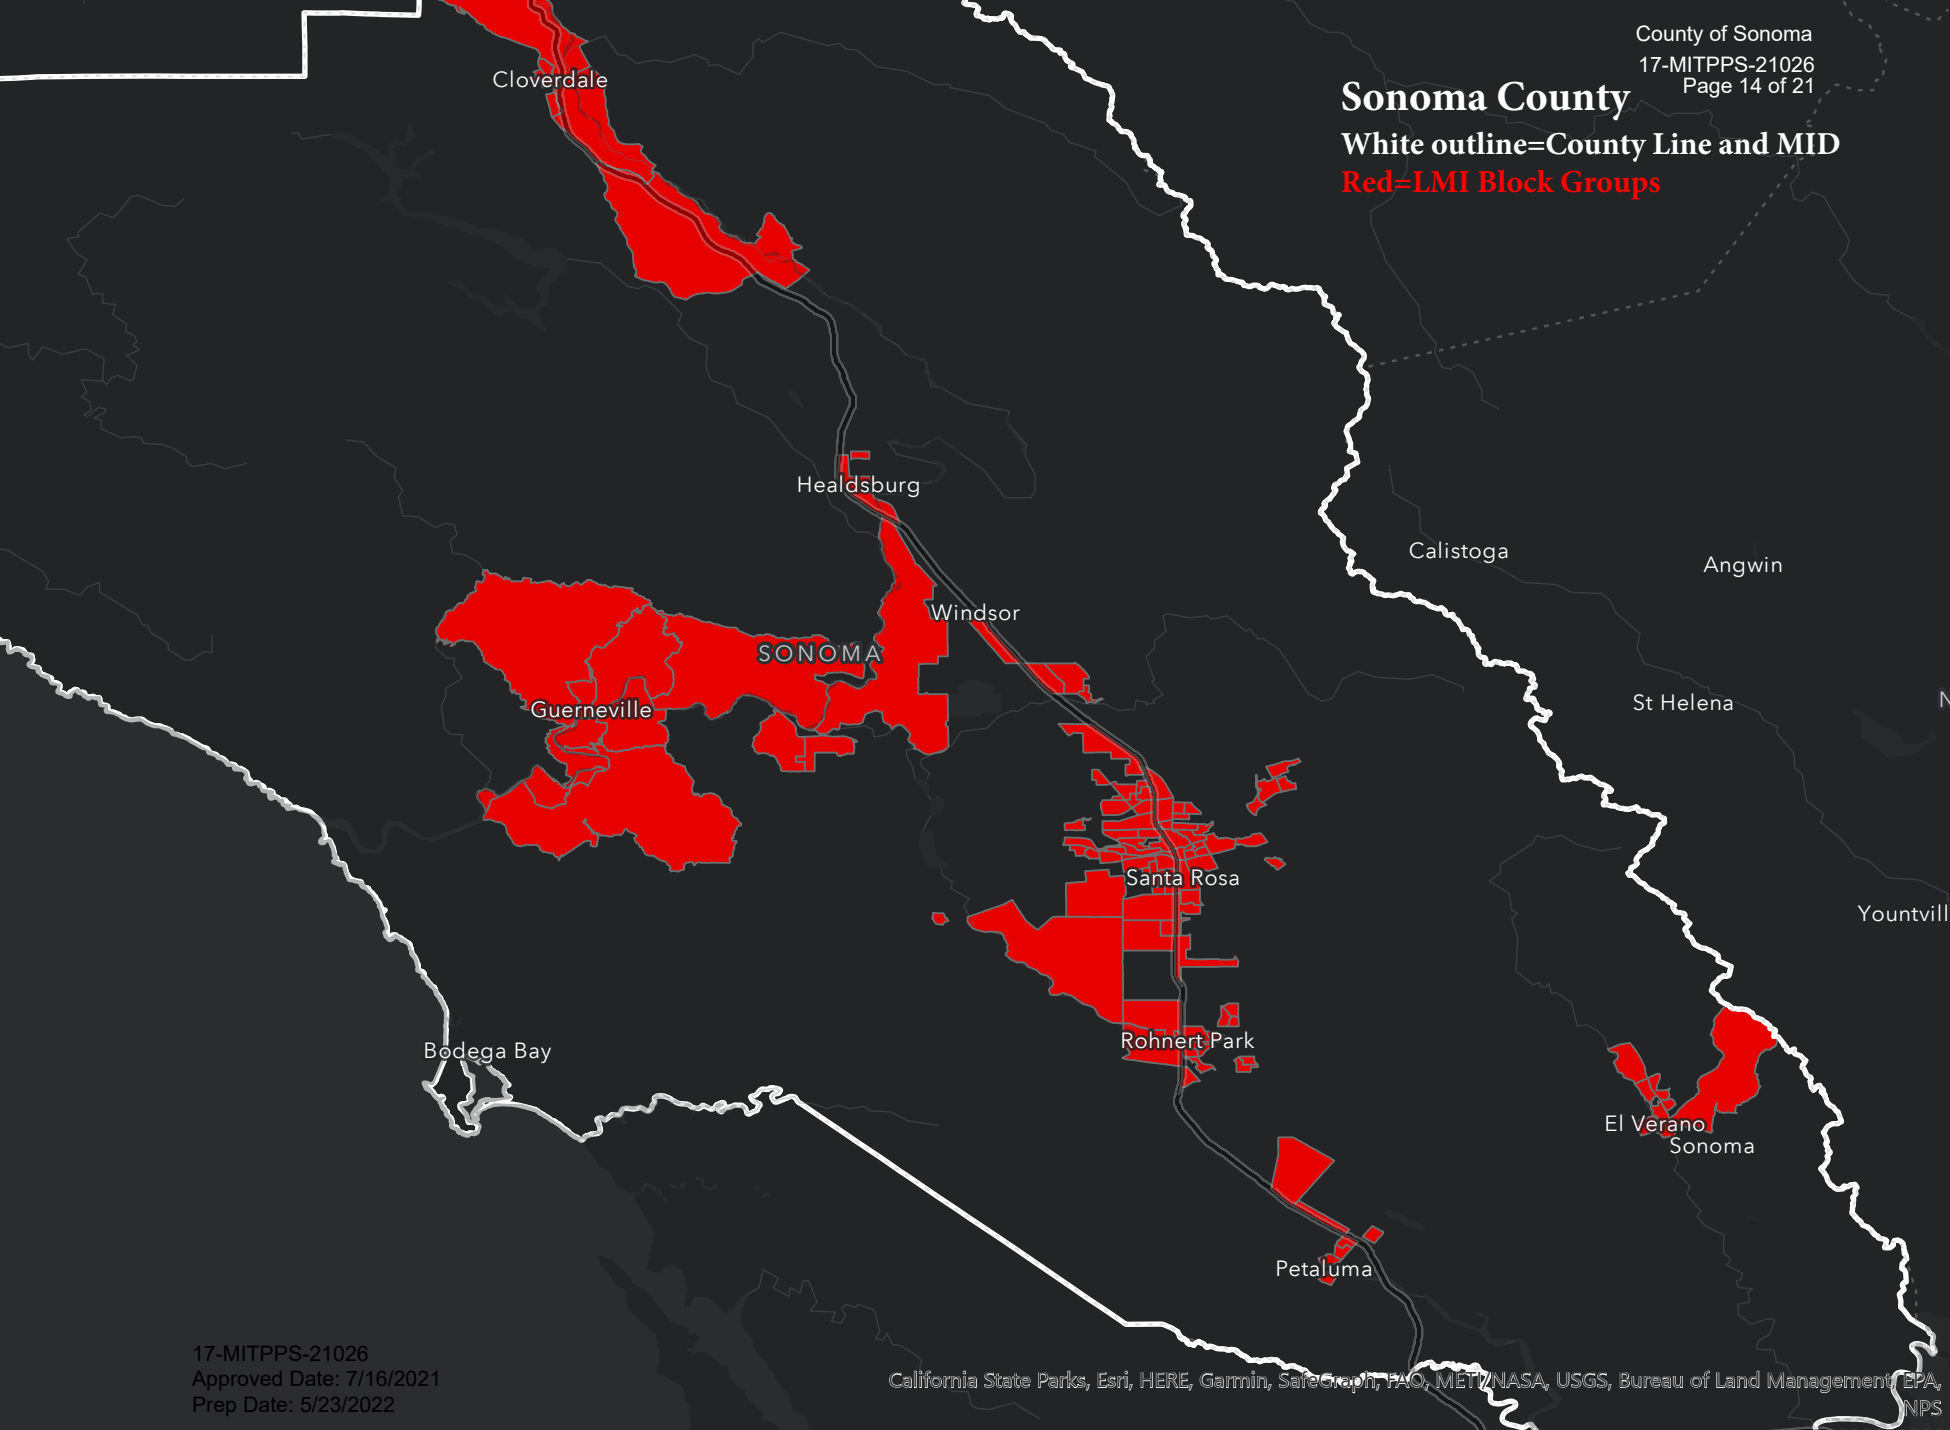 County of Sonoma
17-MITPPS-21026
Page 14 of 21
Sonoma County
White outline=County Line and MID
Red=LMI Block Groups
Cloverdale
Healdsburg
Calistoga
Angwin
Windsor
SONOMA
St Helena
N
Guerneville
Santa Rosa
Yountvill
Rohnert Park
Bodega Bay
El Verano
Sonoma
Petaluma
17-MITPPS-21026
Approved Date: 7/16/2021
Prep Date: 5/23/2022
California State Parks, Esri, HERE, Garmin, SafeGraph, FAO, METI/NASA, USGS, Bureau of Land Management, EPA,
NPS